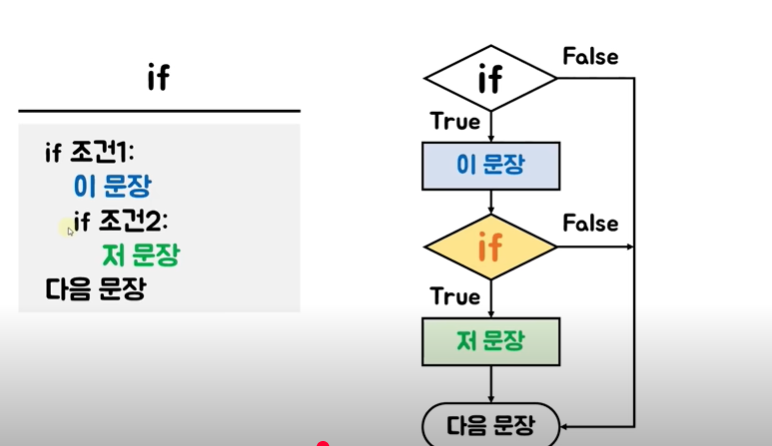 if
if 조건1:
이 문장
if 조건2:
저 문장
다음 문장
if
False
True
이 문장
if
False
True
저 문장
다음 문장